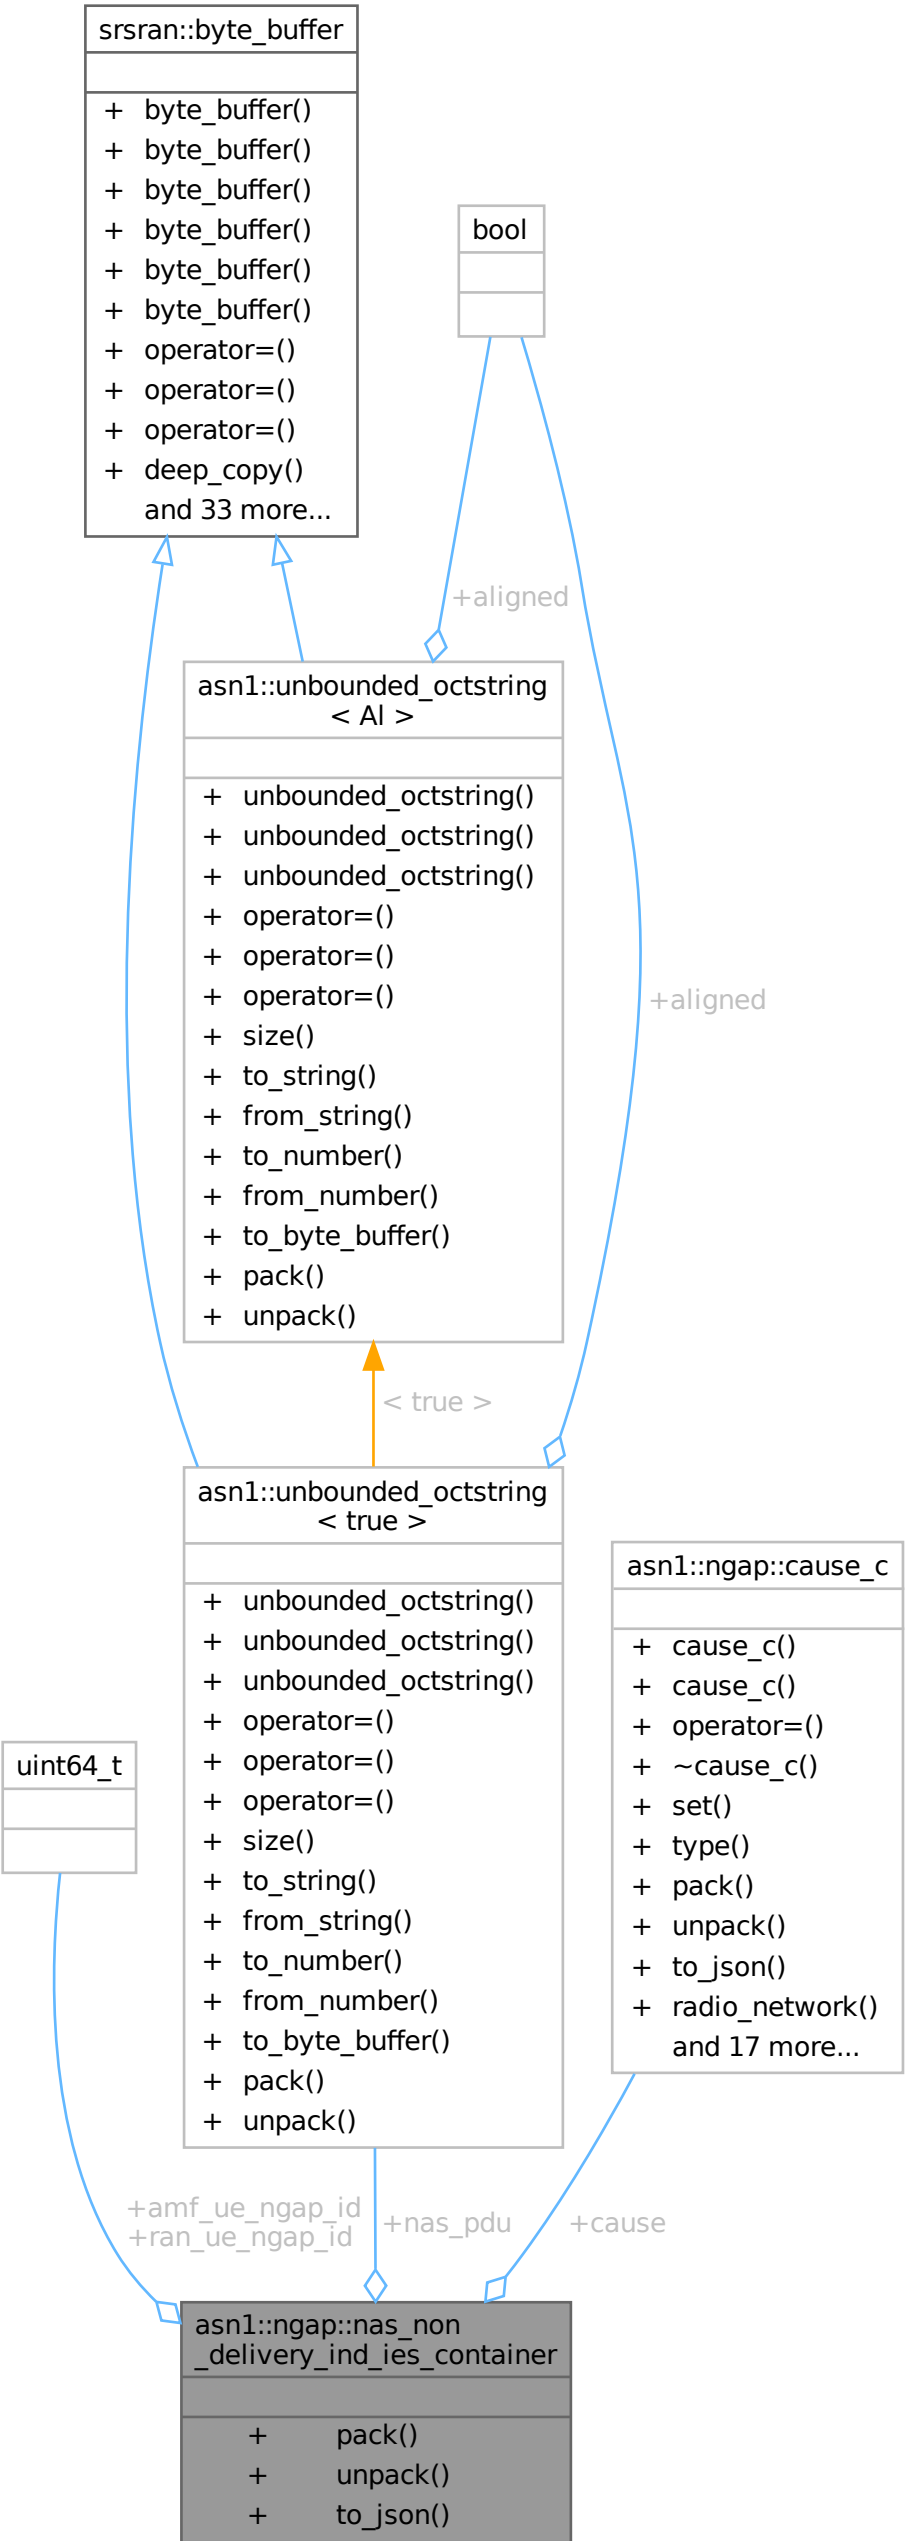 srsran::byte_buffer
+ byte_buffer()
+ byte_buffer()
+ byte_buffer()
+ byte_buffer()
+ byte_buffer()
+ byte_buffer()
+ operator=()
+ operator=()
+ operator=()
+ deep_copy()
and 33 more...
bool
+aligned
asn1::unbounded_octstring
< Al >
+ unbounded_octstring()
+ unbounded_octstring()
+ unbounded_octstring()
+ operator=()
+ operator=()
+ operator=()
+ size()
+ to_string()
+ from_string()
+ to_number()
+ from_number()
+ to_byte_buffer()
+ pack()
+ unpack()
+aligned
< true >
asn1::unbounded_octstring
< true >
+ unbounded_octstring()
+ unbounded_octstring()
+ unbounded_octstring()
+ operator=()
+ operator=()
+ operator=()
+ size()
+ to_string()
+ from_string()
+ to_number()
+ from_number()
+ to_byte_buffer()
+ pack()
+ unpack()
asn1::ngap::cause_c
+ cause_c()
+ cause_c()
+ operator=()
+ ~cause_c()
+ set()
+ type()
+ pack()
+ unpack()
+ to_json()
+ radio_network()
and 17 more...
uint64_t
+amf_ue_ngap_id
+ran_ue_ngap_id
+nas_pdu
+cause
asn1::ngap::nas_non
_delivery_ind_ies_container
+ pack()
+ unpack()
+ to_json()